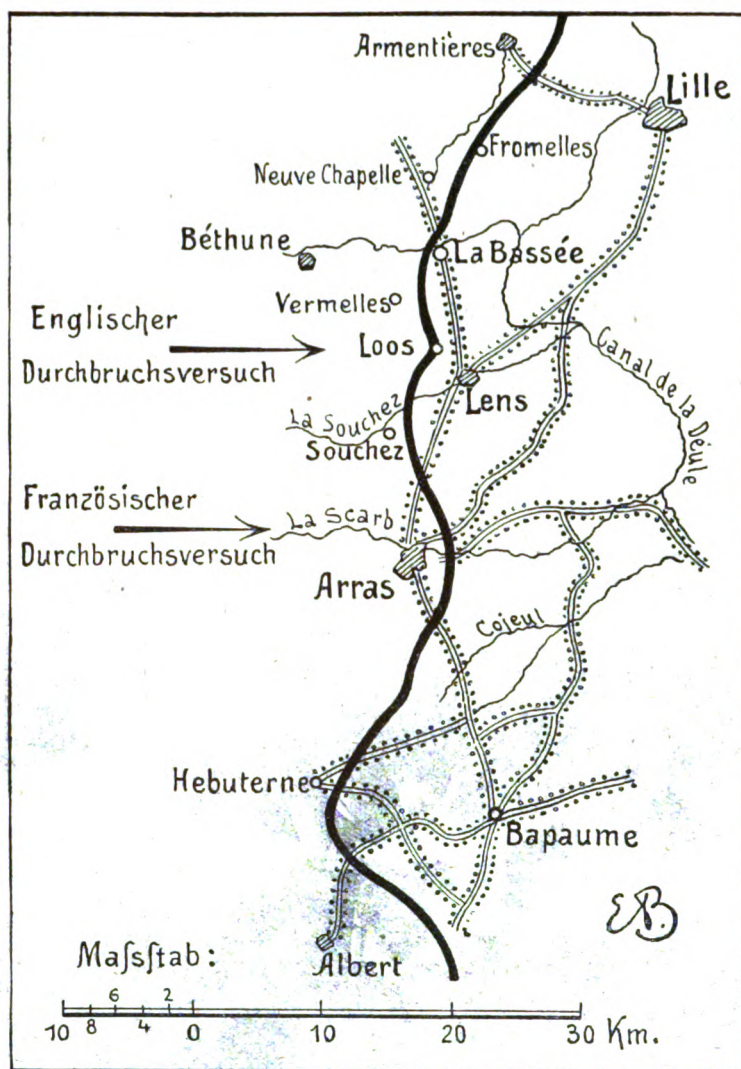 Armentières
Lille
Fromelles
Neuve Chapelle
Béthune
La Bassée
Vermelles
Englischer
Durchbruchsversuch
Loos
Canal de la Déule
Lens
La Souchez
Souchez
Französischer
Durchbruchsversuch
La Scarb
Arras
Cojeul
Hebuterne
Bapaume
EB.
Albert
Maſsſtab:
6 2
10 8 4 0 10 20 30 Km.